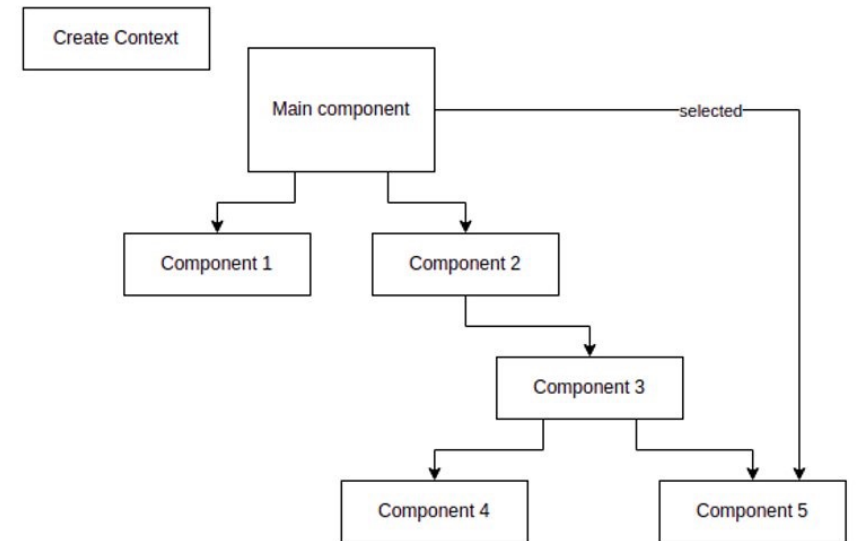 Create Context
Main component
selected
Component 1
Component 2
Component 3
Component 4
Component 5